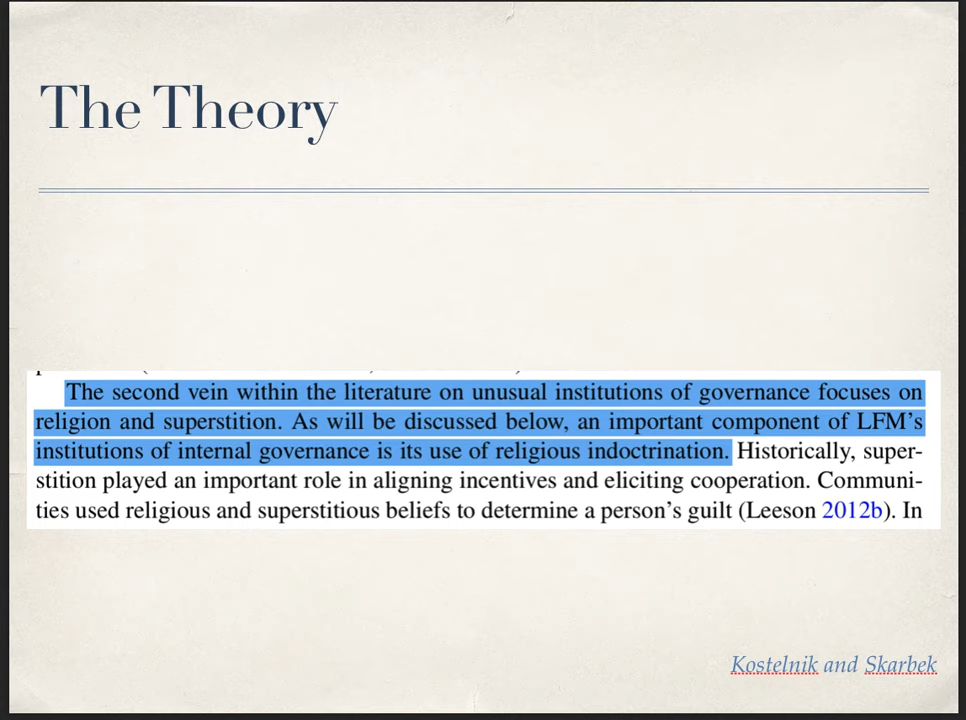 The Theory
The second vein within the literature on unusual institutions of governance focuses on
religion and superstition. As will be discussed below, an important component of LFM’s
institutions of internal governance is its use of religious indoctrination. Historically, super-
stition played an important role in aligning incentives and eliciting cooperation. Communi-
ties used religious and superstitious beliefs to determine a person’s guilt (Leeson 2012b). In
Kostelnik and Skarbek